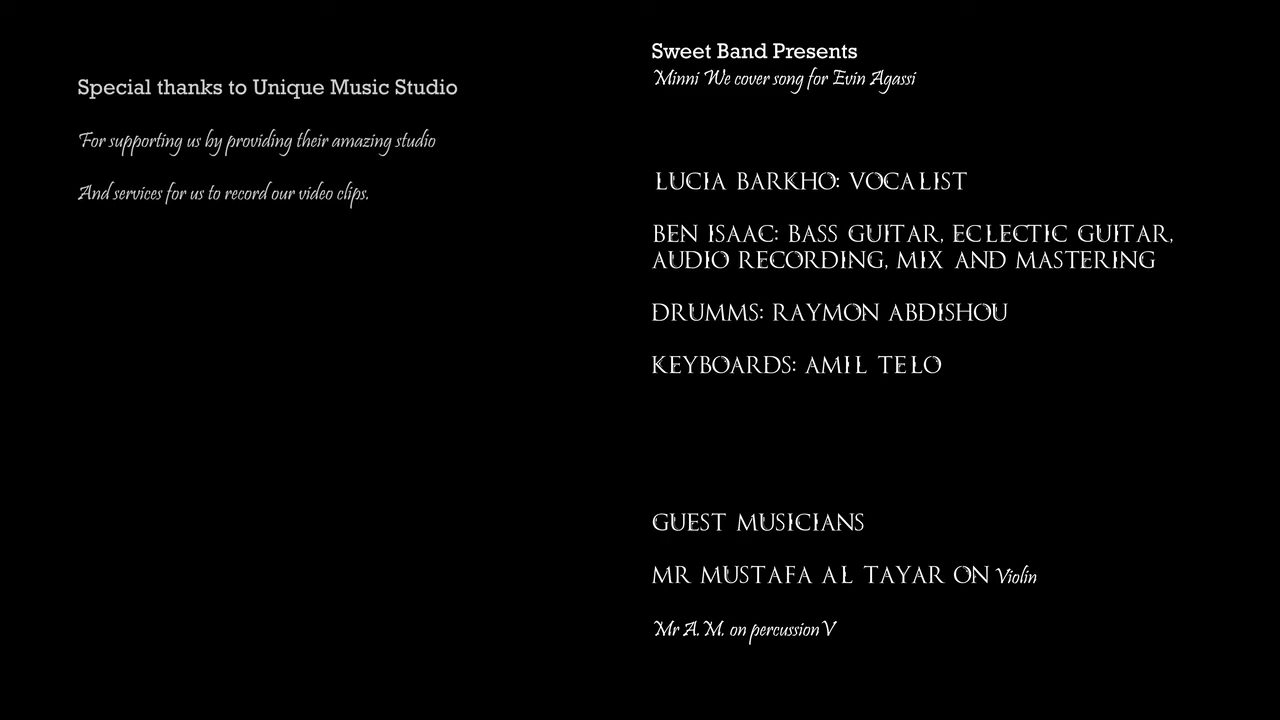 Special thanks to Unique Music Studio
For supporting us by providing their amazing studio
And services for us to record our video clips.
Sweet Band Presents
Minni We cover song for Evin Agassi
LUCIA BARKHO: VOCALIST
BEN ISAAC: BASS GUITAR, ECLECTIC GUITAR,
AUDIO RECORDING, MIX AND MASTERING
DRUMMS: RAYMON ABDISHOU
KEYBOARDS: AMIL TELO
GUEST MUSICIANS
MR MUSTAFA AL TAYAR ON Violin
Mr A.M. on percussion V